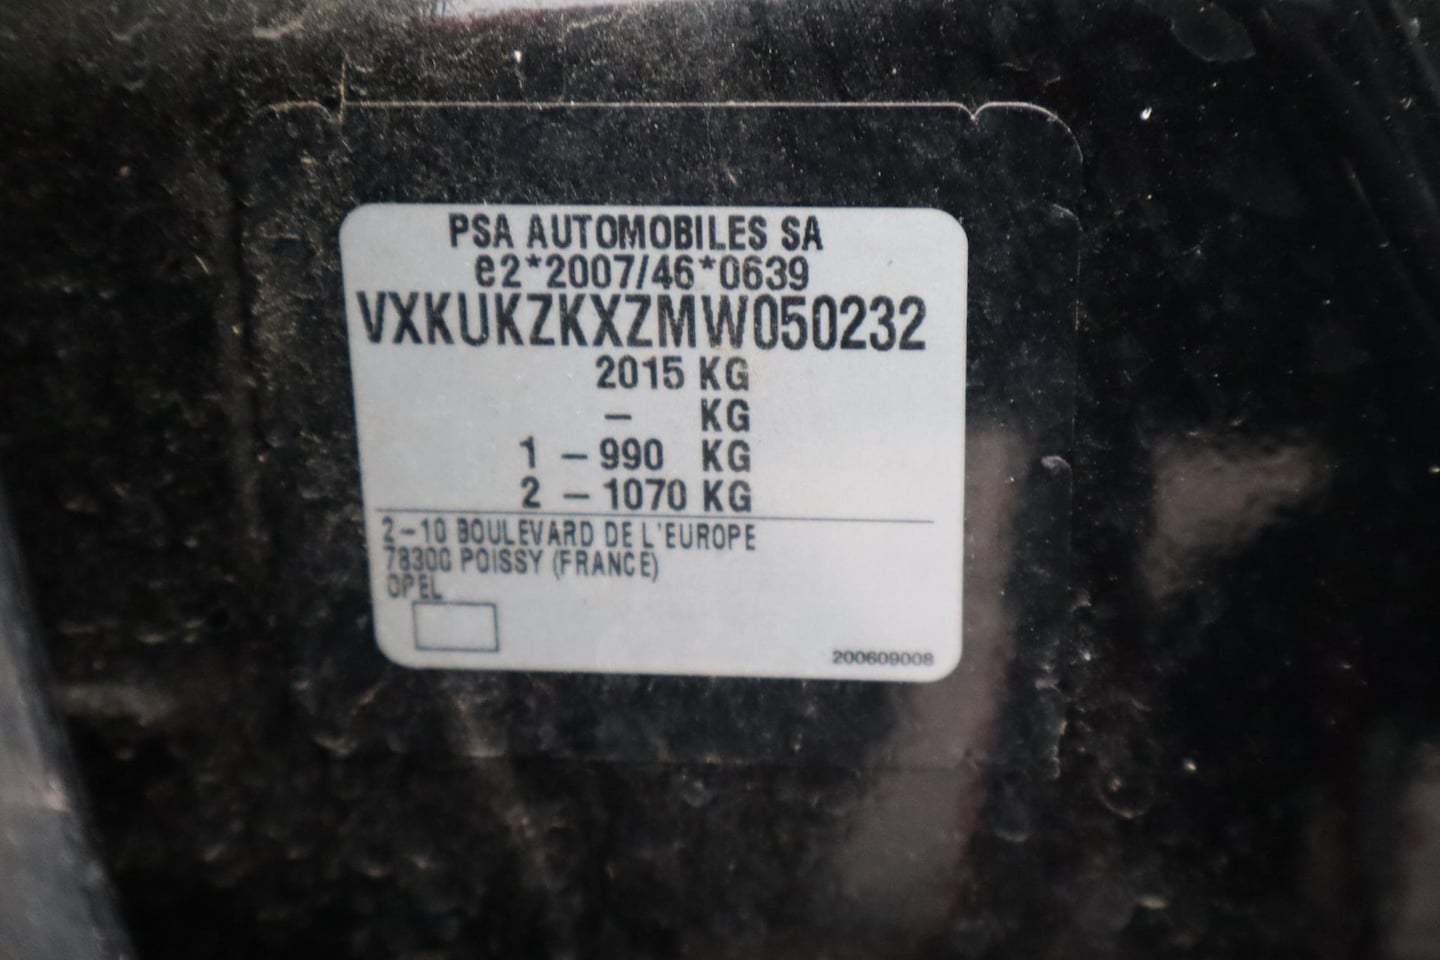 PSA AUTOMOBILES SA
e2*2007/46*0639
VXKUKZKXZMW050232
2015 KG
– KG
1 – 990 KG
2 – 1070 KG
2-10 BOULEVARD DE L'EUROPE
78300 POISSY (FRANCE)
OPEL
200609008